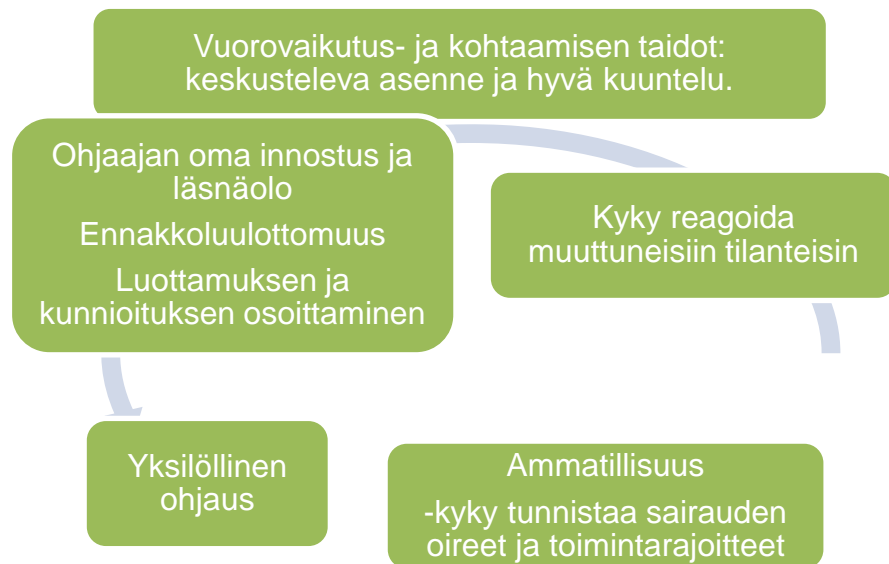 Vuorovaikutus- ja kohtaamisen taidot:
keskusteleva asenne ja hyvä kuuntelu.
Ohjaajan oma innostus ja
läsnäolo
Ennakkoluulottomuus
Luottamuksen ja
kunnioituksen osoittaminen
Kyky reagoida
muuttuneisiin tilanteisin
Yksilöllinen
ohjaus
Ammatillisuus
-kyky tunnistaa sairauden
oireet ja toimintarajoitteet